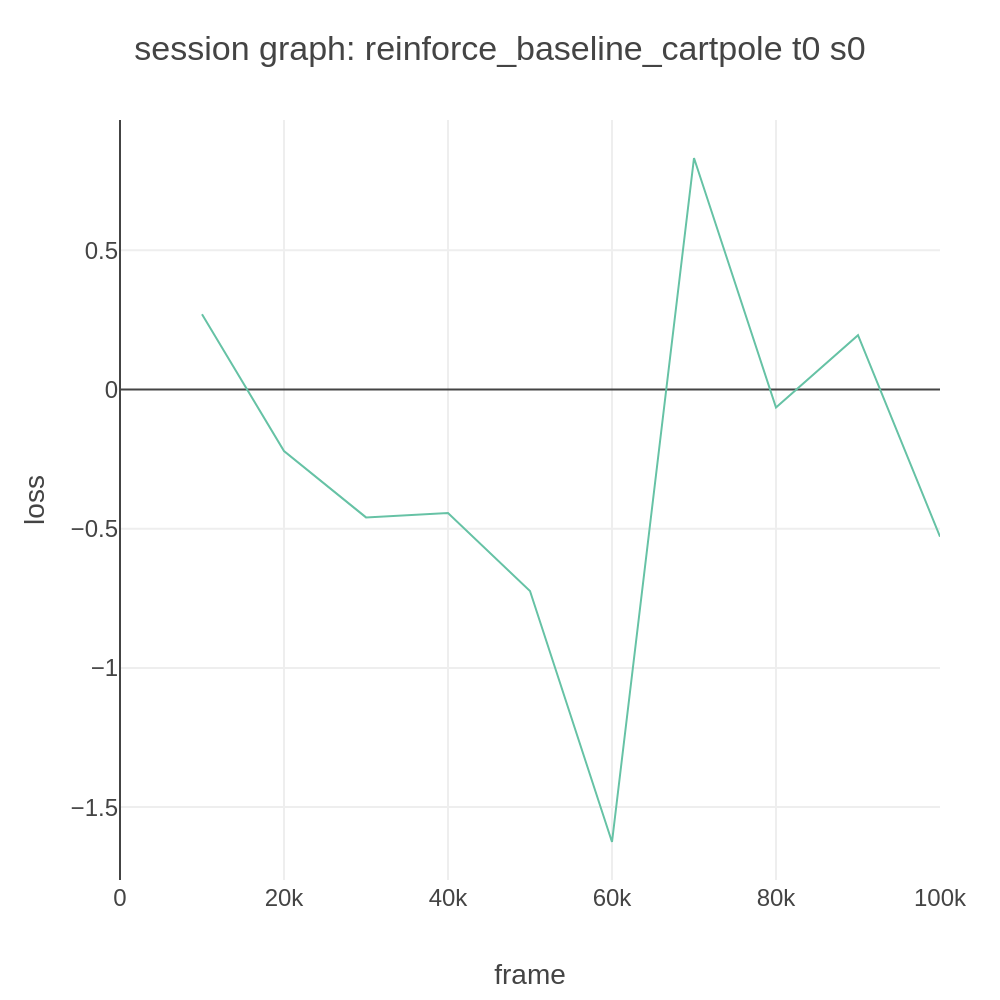 session graph: reinforce_baseline_cartpole t0 s0
0.5
0
−0.5
−1
−1.5
loss
0 20k 40k 60k 80k 100k
frame